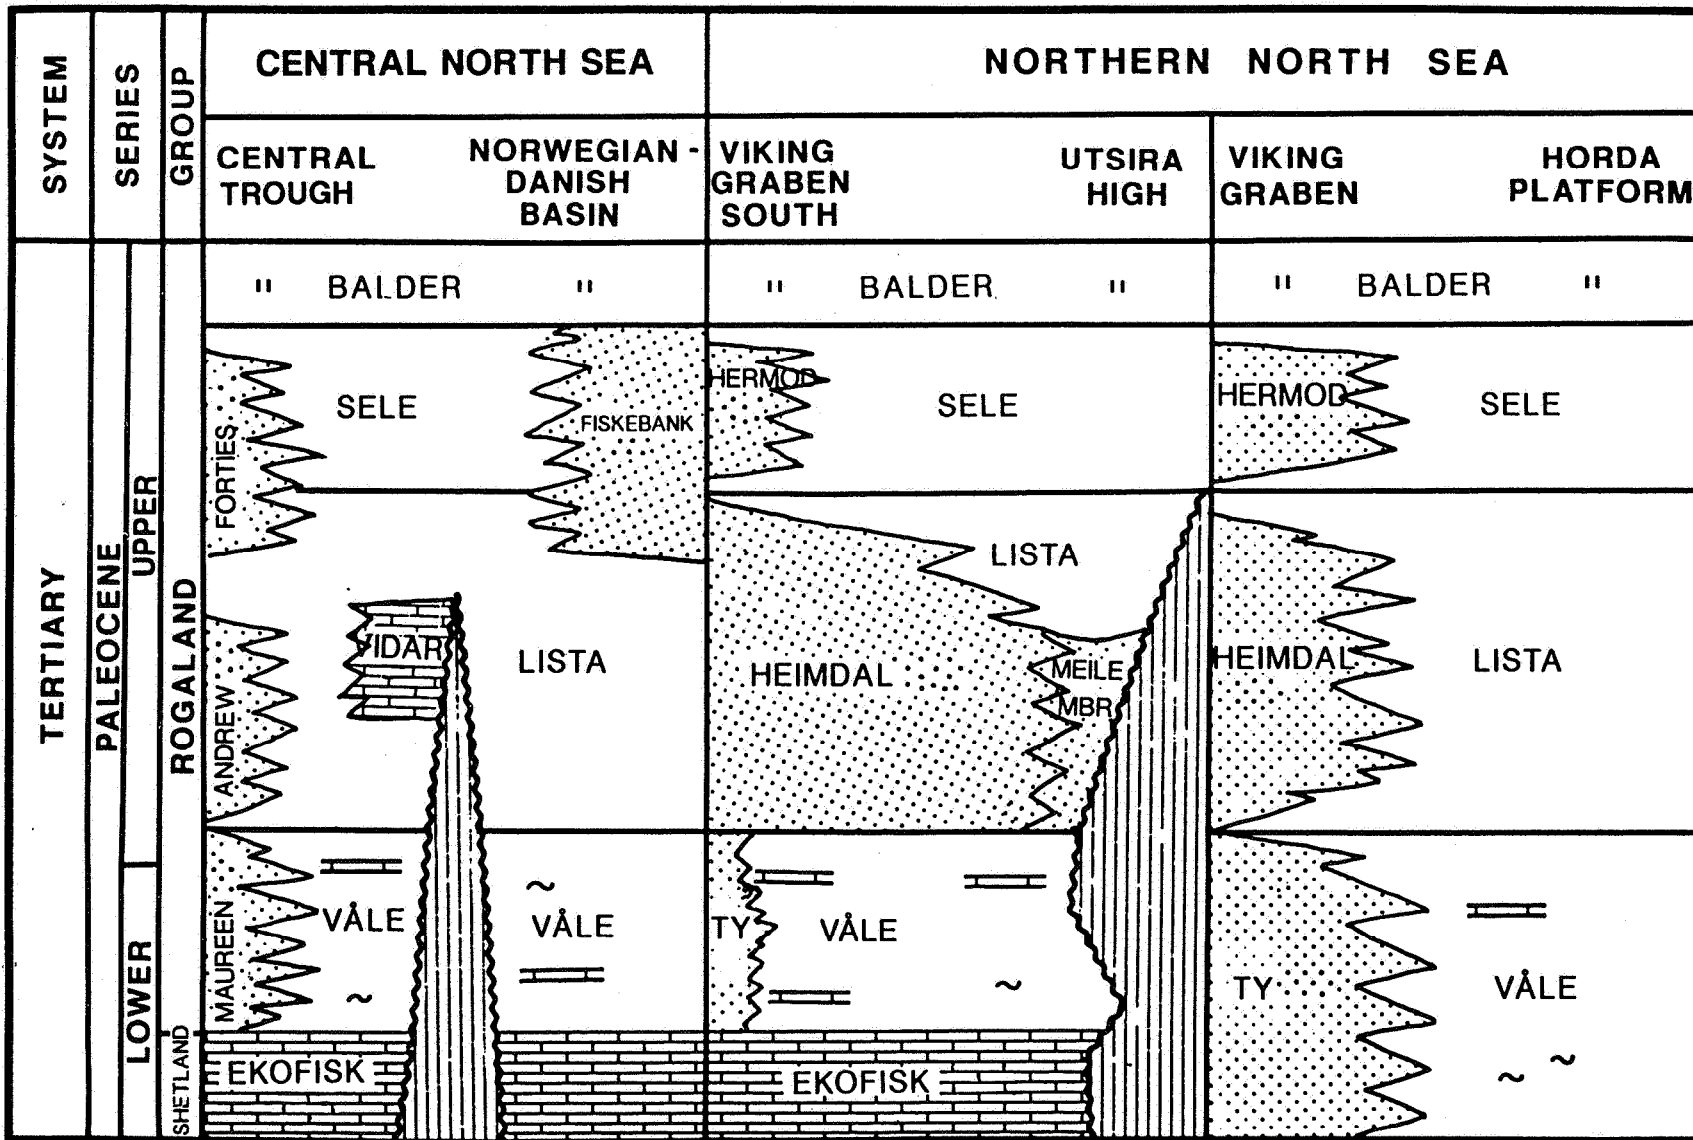 SYSTEM
SERIES
GROUP
CENTRAL NORTH SEA
NORTHERN NORTH SEA
CENTRAL
TROUGH
NORWEGIAN -
DANISH
BASIN
VIKING
GRABEN
SOUTH
UTSIRA
HIGH
VIKING
GRABEN
HORDA
PLATFORM
TERTIARY
PALEOCENE
UPPER
LOWER
ROGALAND
SHETLAND
" BALDER "
" BALDER "
" BALDER "
FORTIES
SELE
FISKEBANK
HERMOD
SELE
HERMOD
SELE
ANDREW
VIDAR
LISTA
HEIMDAL
LISTA
MEILE
MBR
HEIMDAL
LISTA
MAUREEN
VÅLE
VÅLE
TY
VÅLE
TY
VÅLE
EKOFISK
EKOFISK